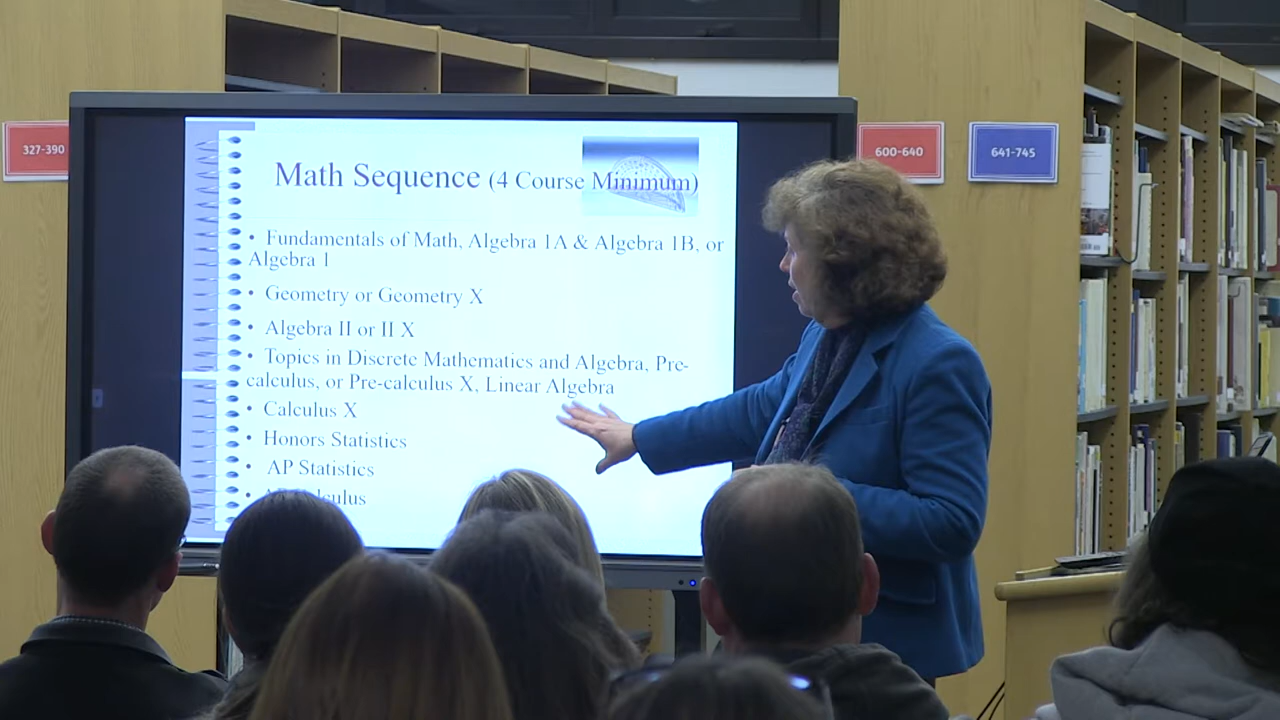 327-390
600-640
641-745
Math Sequence (4 Course Minimum)
• Fundamentals of Math, Algebra 1A & Algebra 1B, or
Algebra 1
• Geometry or Geometry X
• Algebra II or II X
• Topics in Discrete Mathematics and Algebra, Pre-
calculus, or Pre-calculus X, Linear Algebra
• Calculus X
• Honors Statistics
• AP Statistics